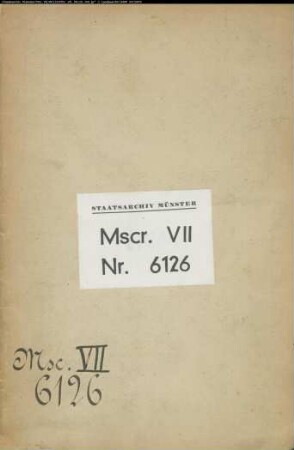 STAATSARCHIV MÜNSTER
Mscr. VII
Nr. 6126
Msc. VII
6126